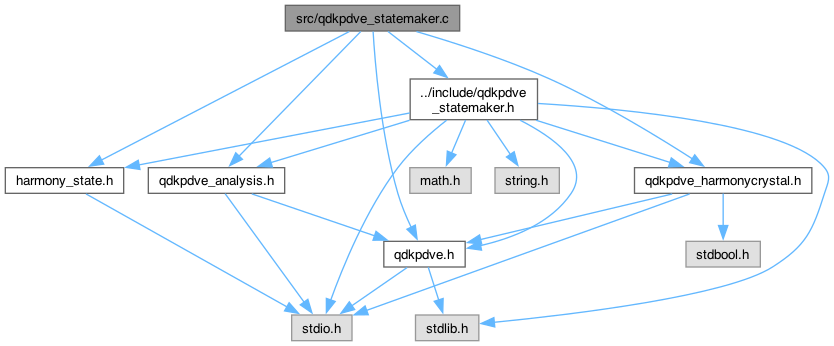 src/qdkpdve_statemaker.c
../include/qdkpdve
_statemaker.h
harmony_state.h
qdkpdve_analysis.h
math.h
string.h
qdkpdve_harmonycrystal.h
qdkpdve.h
stdbool.h
stdio.h
stdlib.h